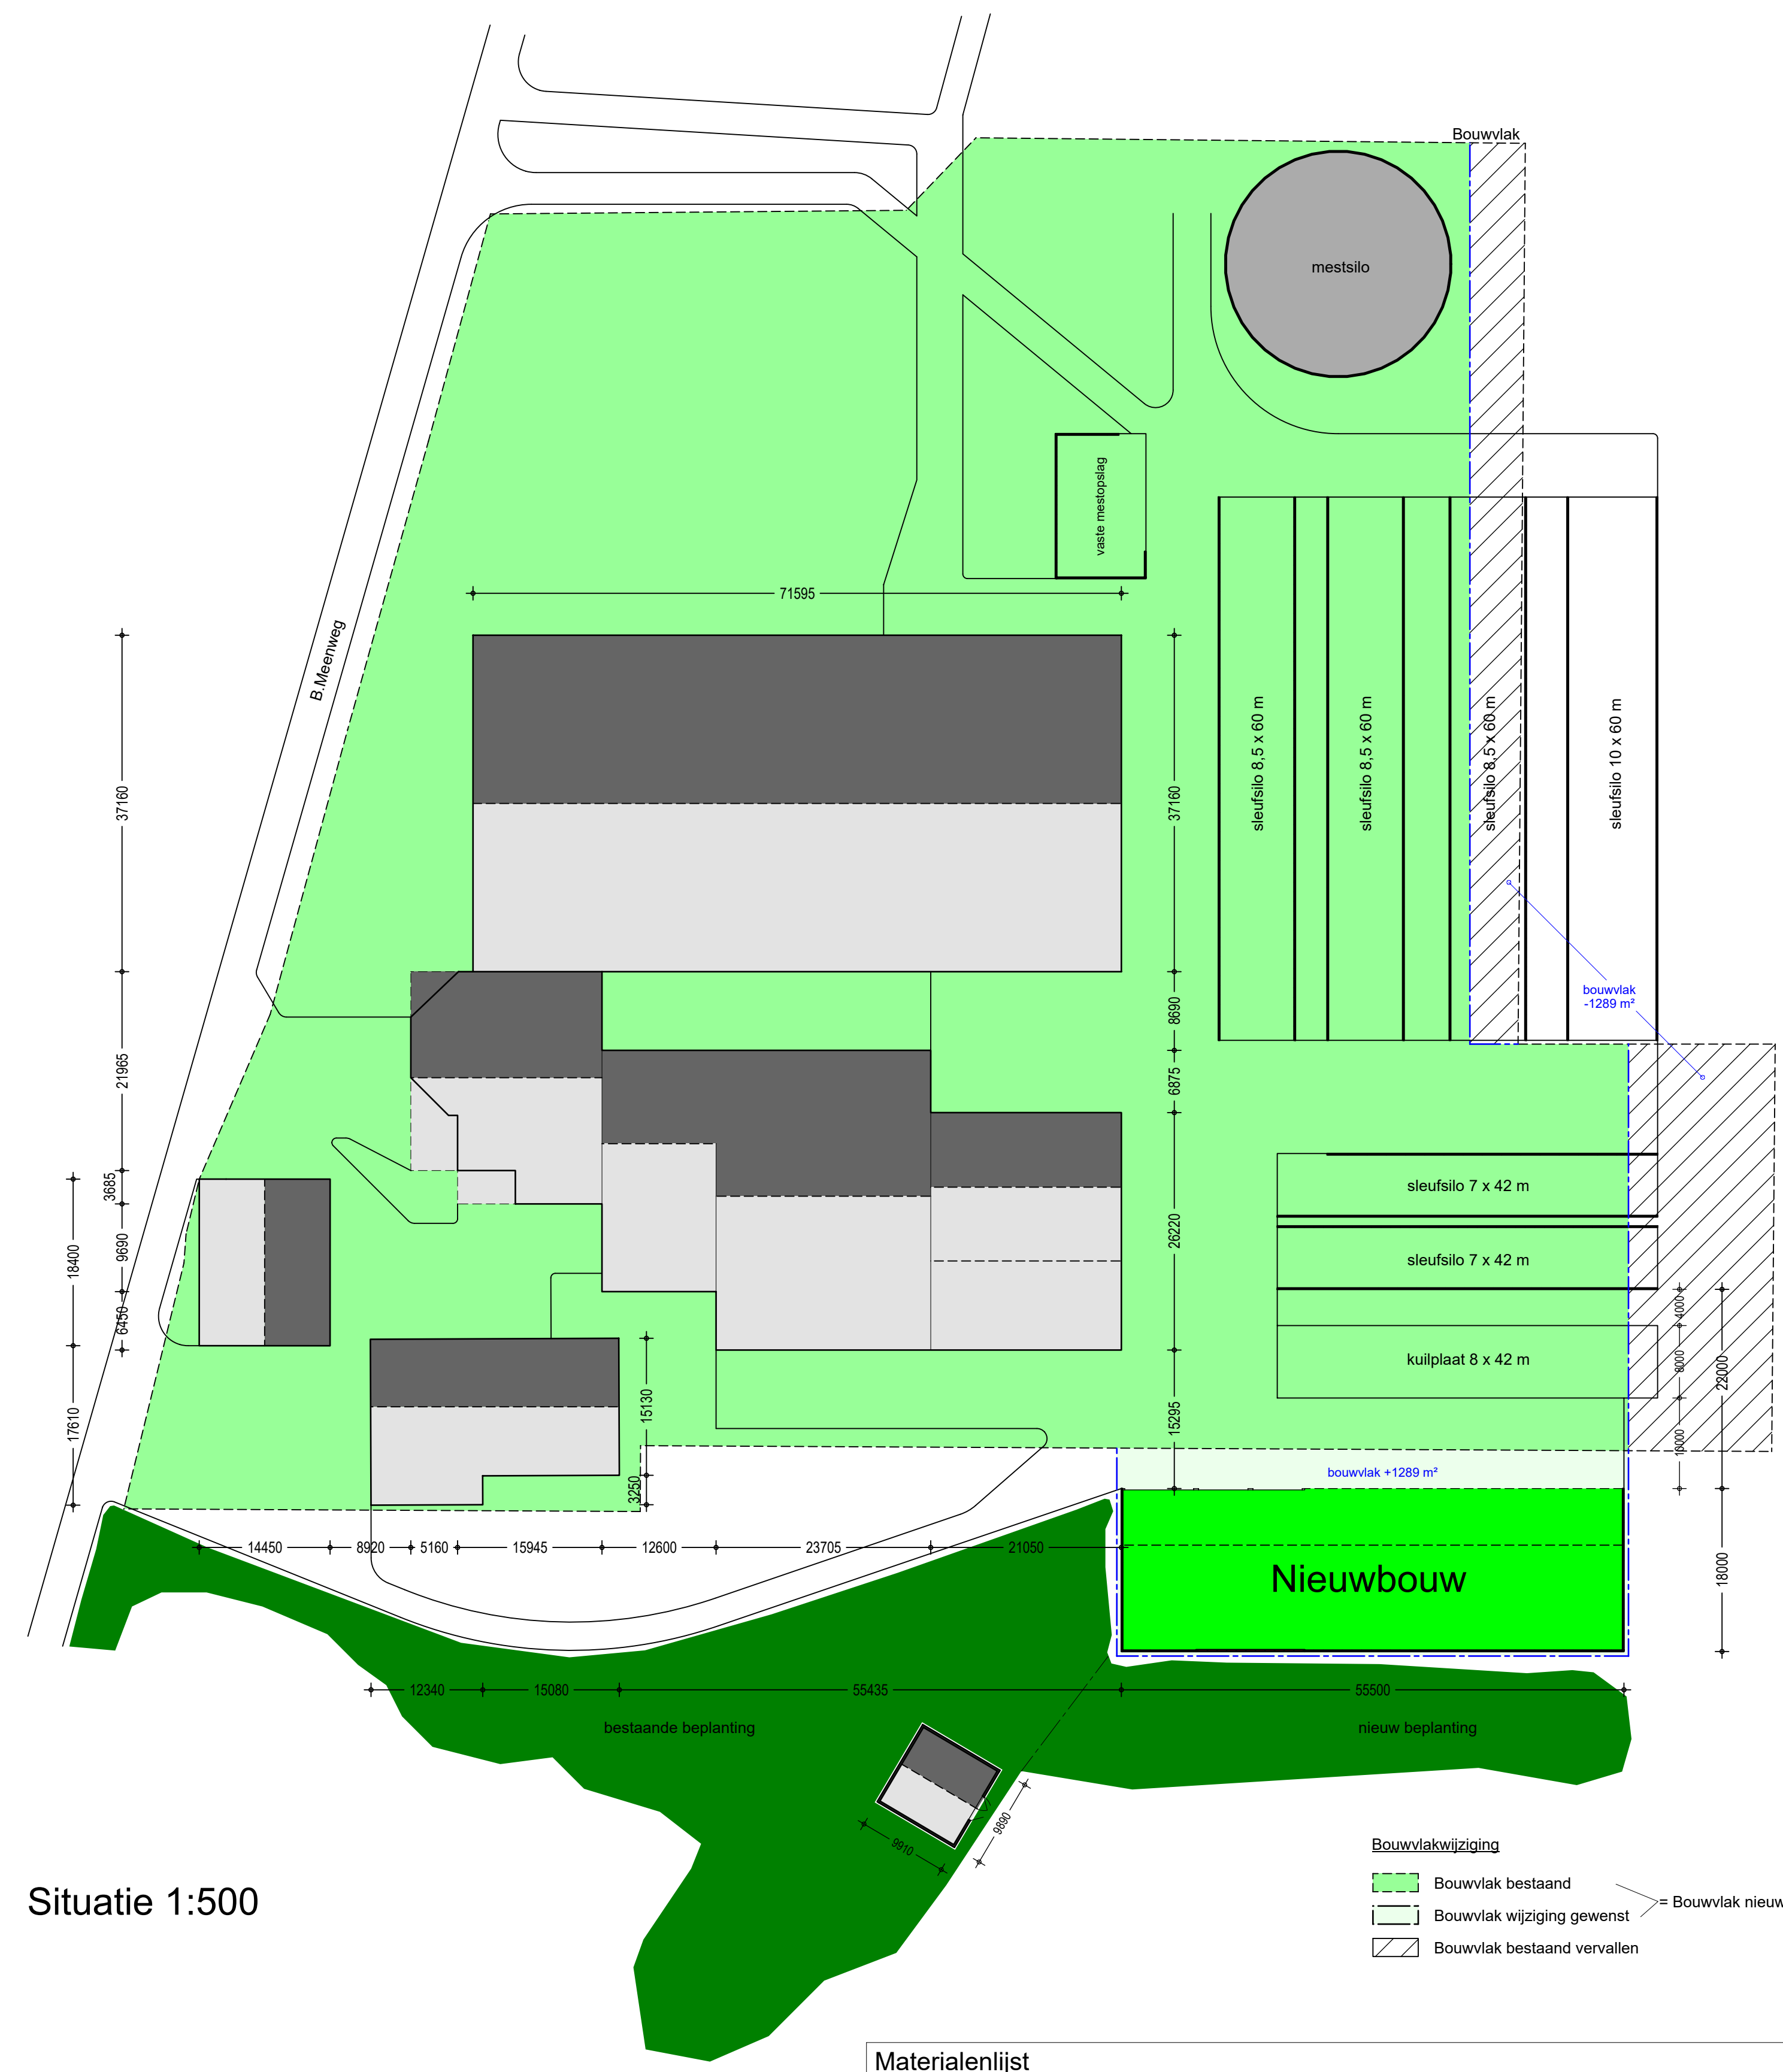 Bouwvlak
mestsilo
vaste mestopslag
71595
B.Meenweg
37160
37160
sleufsilo 8,5 x 60 m
sleufsilo 8,5 x 60 m
sleufsilo 8,5 x 60 m
sleufsilo 10 x 60 m
bouwvlak
-1289 m²
8690
21965
6875
3685
sleufsilo 7 x 42 m
26220
9690
18400
sleufsilo 7 x 42 m
4000
6450
kuilplaat 8 x 42 m
8000
22000
15130
15295
17610
10000
bouwvlak +1289 m²
3250
14450
8920
5160
15945
12600
23705
21050
Nieuwbouw
18000
12340
15080
55435
55500
bestaande beplanting
nieuw beplanting
9910
9890
Bouwvlakwijziging
Bouwvlak bestaand
= Bouwvlak nieuw
Bouwvlak wijziging gewenst
Bouwvlak bestaand vervallen
Situatie 1:500
Materialenlijst